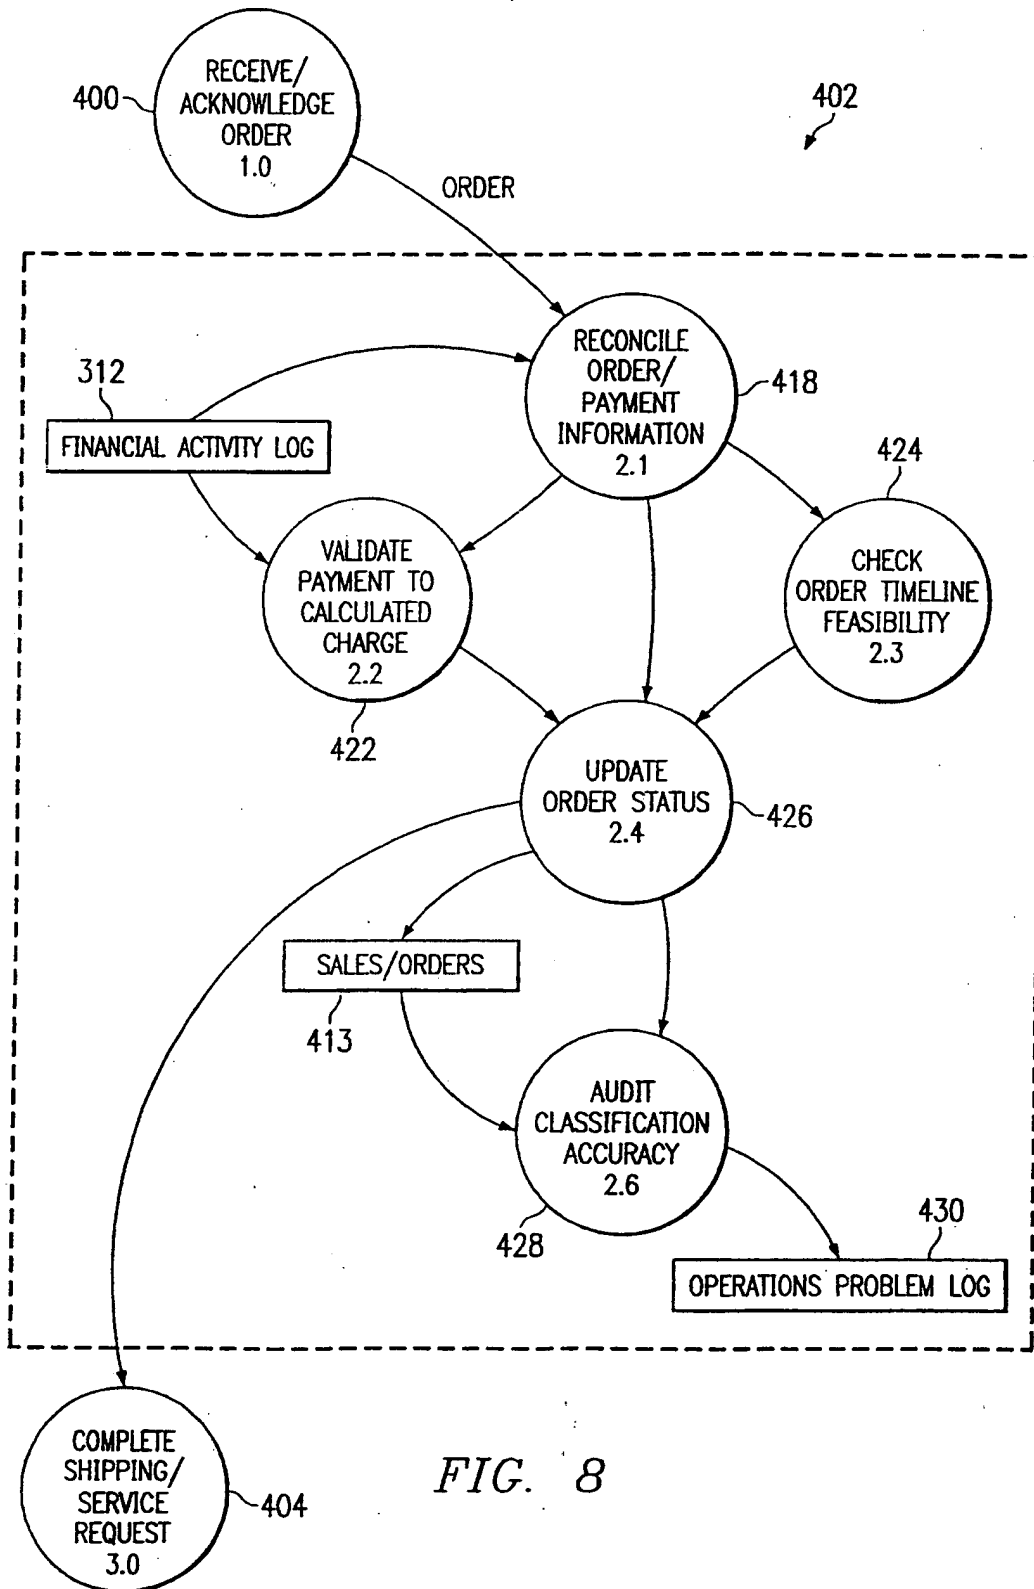 RECEIVE/
ACKNOWLEDGE
ORDER
1.0
400
402
ORDER
RECONCILE
ORDER/
PAYMENT
INFORMATION
2.1
418
312
FINANCIAL ACTIVITY LOG
424
VALIDATE
PAYMENT TO
CALCULATED
CHARGE
2.2
422
CHECK
ORDER TIMELINE
FEASIBILITY
2.3
UPDATE
ORDER STATUS
2.4
426
SALES/ORDERS
413
AUDIT
CLASSIFICATION
ACCURACY
2.6
428
430
OPERATIONS PROBLEM LOG
COMPLETE
SHIPPING/
SERVICE
REQUEST
3.0
404
FIG. 8